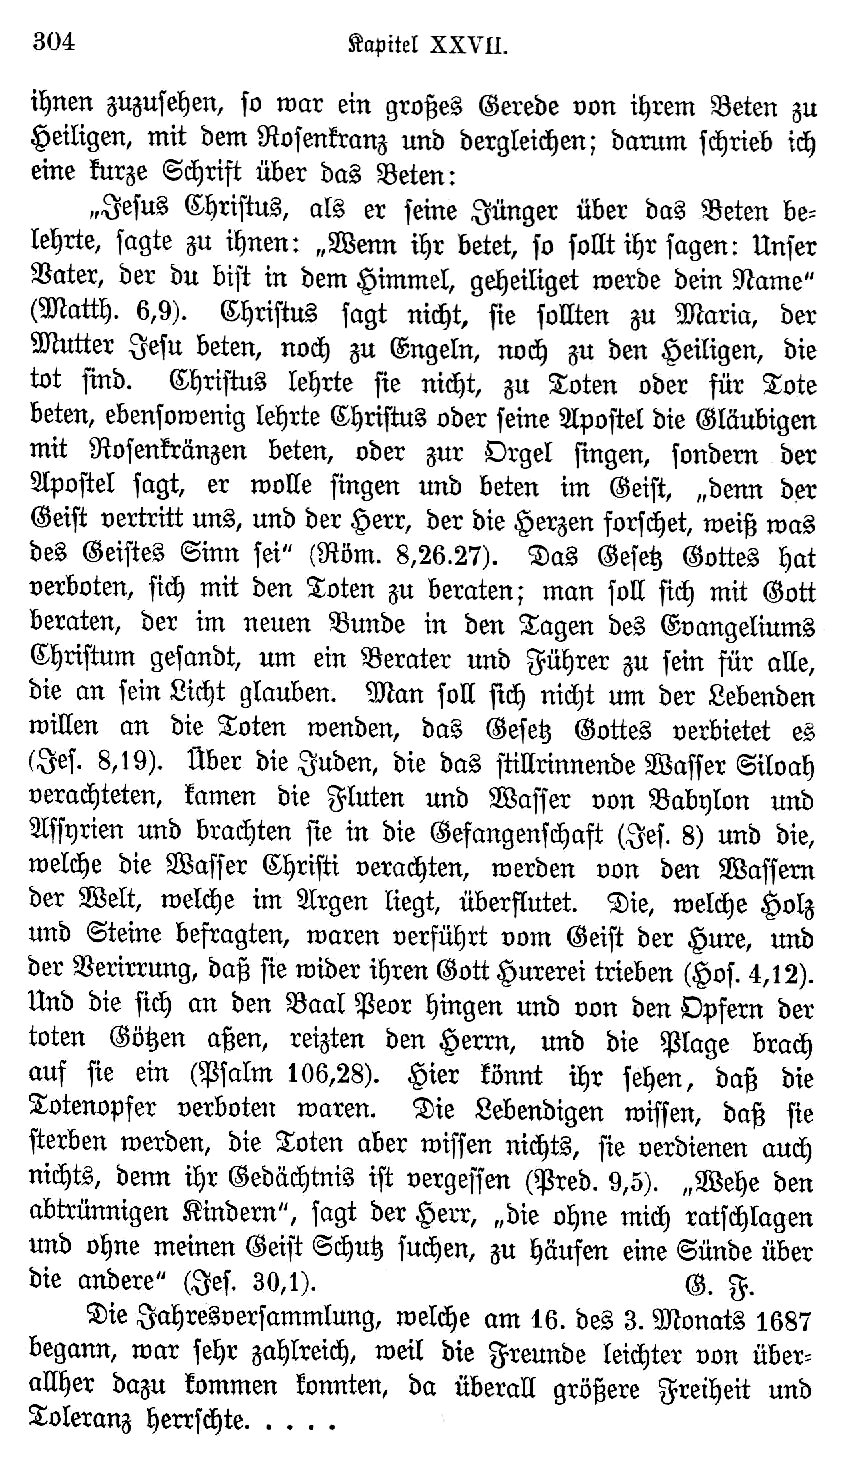 304 Kapitel XXVII.
ihnen zuzusehen, so war ein großes Gerede von ihrem Beten zu
Heiligen, mit dem Rosenkranz und dergleichen; darum schrieb ich
eine kurze Schrift über das Beten:
„Jesus Christus, als er seine Jünger über das Beten be-
lehrte, sagte zu ihnen: „Wenn ihr betet, so sollt ihr sagen: Unser
Vater, der du bist in dem Himmel, geheiliget werde dein Name“
(Matth. 6,9). Christus sagt nicht, sie sollten zu Maria, der
Mutter Jesu beten, noch zu Engeln, noch zu den Heiligen, die
tot sind. Christus lehrte sie nicht, zu Toten oder für Tote
beten, ebensowenig lehrte Christus oder seine Apostel die Gläubigen
mit Rosenkränzen beten, oder zur Orgel singen, sondern der
Apostel sagt, er wolle singen und beten im Geist, „denn der
Geist vertritt uns, und der Herr, der die Herzen forschet, weiß was
des Geistes Sinn sei“ (Röm. 8,26.27). Das Gesetz Gottes hat
verboten, sich mit den Toten zu beraten; man soll sich mit Gott
beraten, der im neuen Bunde in den Tagen des Evangeliums
Christum gesandt, um ein Berater und Führer zu sein für alle,
die an sein Licht glauben. Man soll sich nicht um der Lebenden
willen an die Toten wenden, das Gesetz Gottes verbietet es
(Jes. 8,19). Über die Juden, die das stillrinnende Wasser Siloah
verachteten, kamen die Fluten und Wasser von Babylon und
Assyrien und brachten sie in die Gefangenschaft (Jes. 8) und die,
welche die Wasser Christi verachten, werden von den Wassern
der Welt, welche im Argen liegt, überflutet. Die, welche Holz
und Steine befragten, waren verführt vom Geist der Hure, und
der Verirrung, daß sie wider ihren Gott Hurerei trieben (Hos. 4,12).
Und die sich an den Baal Peor hingen und von den Opfern der
toten Götzen aßen, reizten den Herrn, und die Plage brach
auf sie ein (Psalm 106,28). Hier könnt ihr sehen, daß die
Totenopfer verboten waren. Die Lebendigen wissen, daß sie
sterben werden, die Toten aber wissen nichts, sie verdienen auch
nichts, denn ihr Gedächtnis ist vergessen (Pred. 9,5). „Wehe den
abtrünnigen Kindern“, sagt der Herr, „die ohne mich ratschlagen
und ohne meinen Geist Schutz suchen, zu häufen eine Sünde über
die andere“ (Jes. 30,1). G. F.
Die Jahresversammlung, welche am 16. des 3. Monats 1687
begann, war sehr zahlreich, weil die Freunde leichter von über-
allher dazu kommen konnten, da überall größere Freiheit und
Toleranz herrschte. . . . .